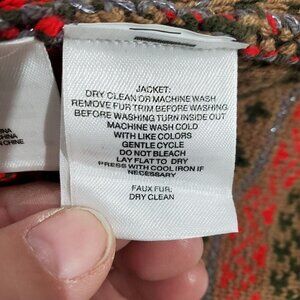 JACKET:
DRY CLEAN OR MACHINE WASH
REMOVE FUR TRIM BEFORE WASHING
BEFORE WASHING TURN INSIDE OUT
MACHINE WASH COLD
WITH LIKE COLORS
GENTLE CYCLE
DO NOT BLEACH
LAY FLAT TO DRY
PRESS WITH COOL IRON IF
NECESSARY
FAUX FUR:
DRY CLEAN